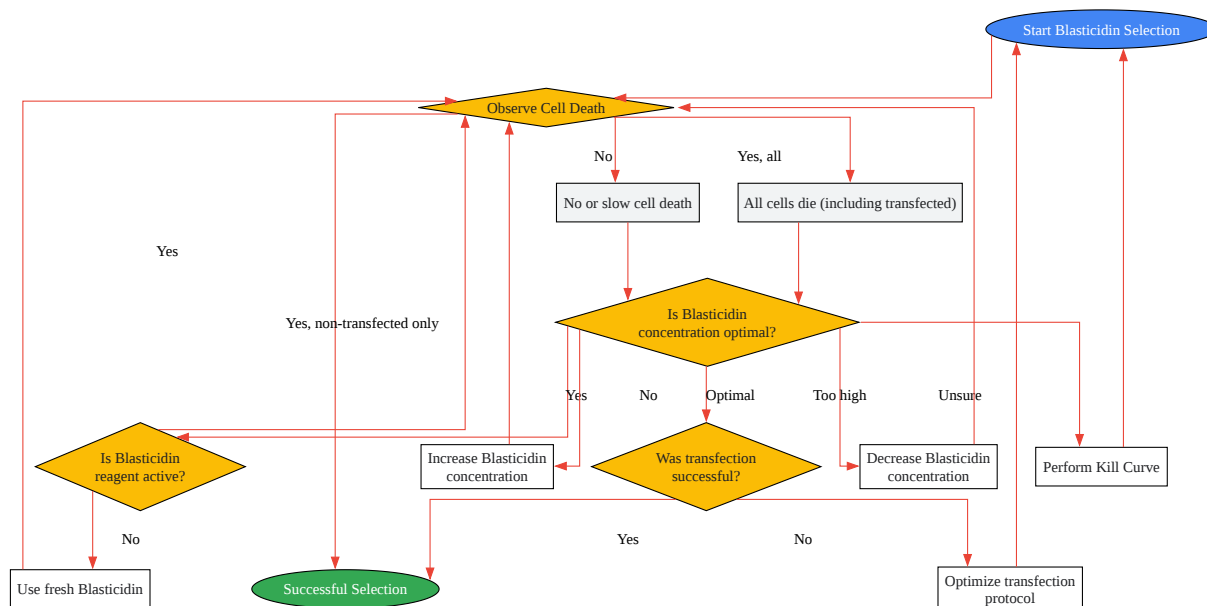 Start Blasticidin Selection
Observe Cell Death
No
Yes, all
No or slow cell death
All cells die (including transfected)
Yes
Yes, non-transfected only
Is Blasticidin
concentration optimal?
Yes
No
Optimal
Too high
Unsure
Is Blasticidin
reagent active?
Increase Blasticidin
concentration
Was transfection
successful?
Decrease Blasticidin
concentration
Perform Kill Curve
No
Yes
No
Use fresh Blasticidin
Successful Selection
Optimize transfection
protocol